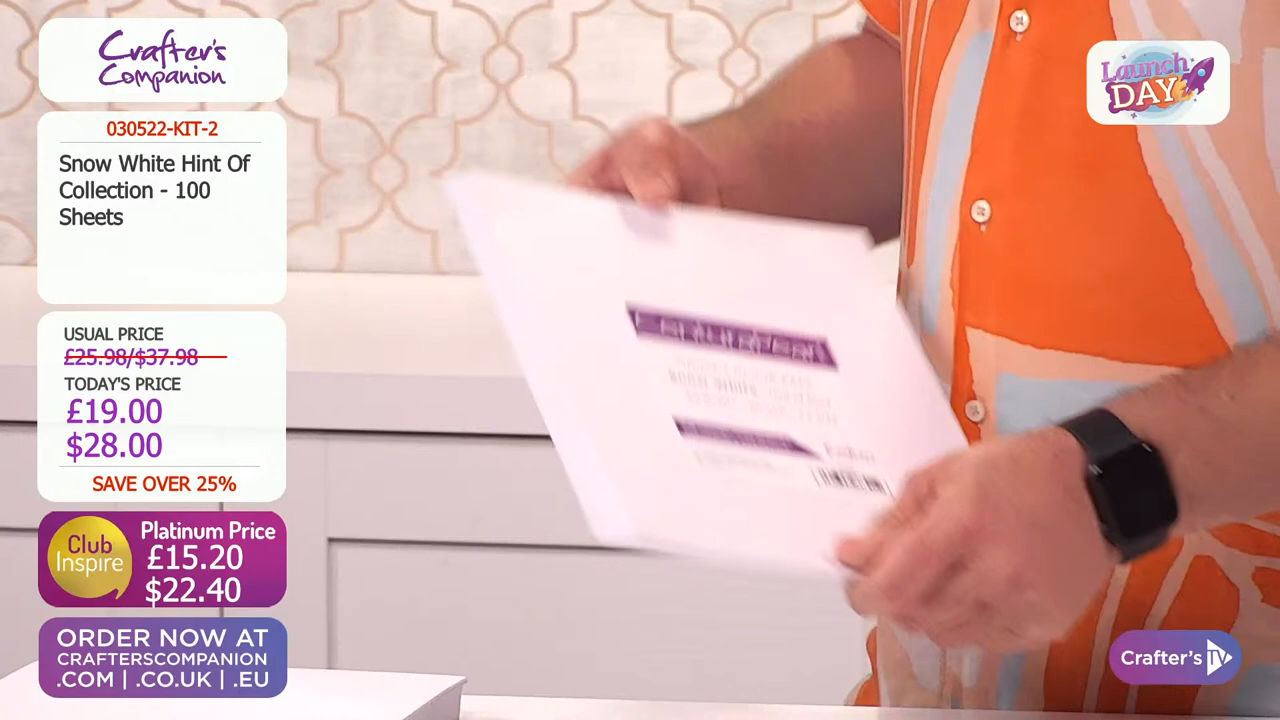 Crafter's
Companion
030522-KIT-2
Snow White Hint Of
Collection - 100
Sheets
USUAL PRICE
£25.98/$37.98
TODAY'S PRICE
£19.00
$28.00
SAVE OVER 25%
Club
Inspire
Platinum Price
£15.20
$22.40
ORDER NOW AT
CRAFTERSCOMPANION
.COM | .CO.UK | .EU
Launch
DAY
Crafter's TV